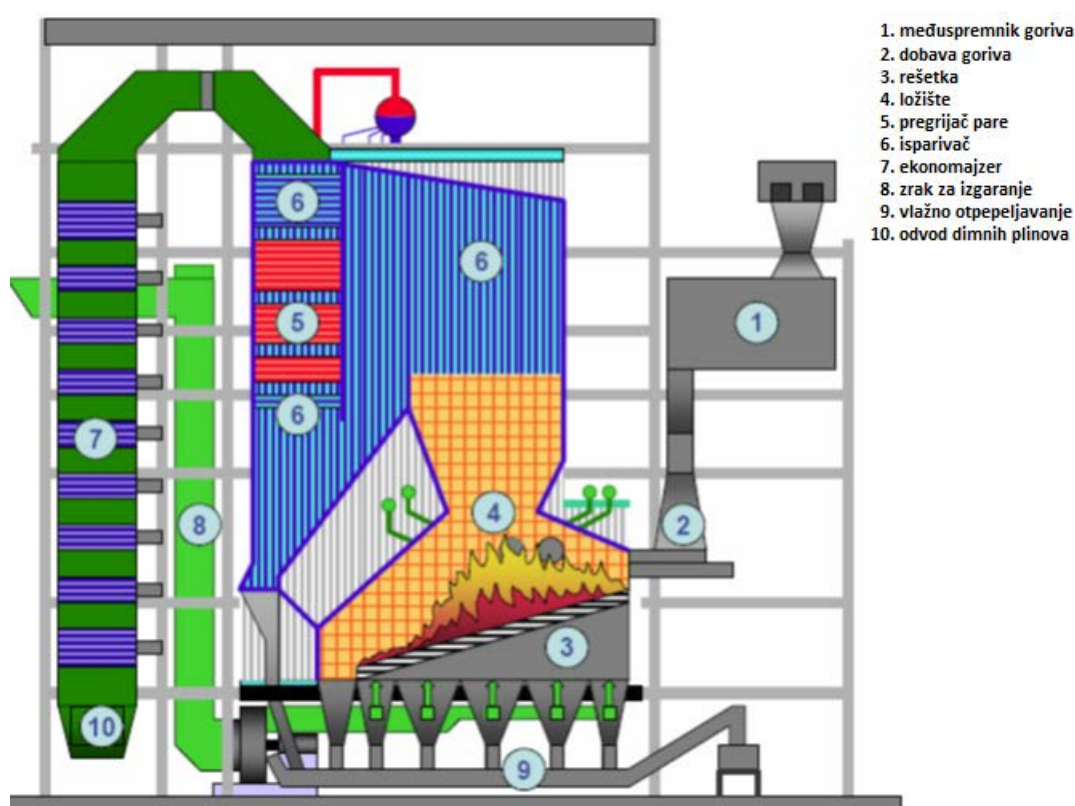 1. međuspremnik goriva
2. dobava goriva
3. rešetka
4. ložište
5. pregrijač pare
6. isparivač
7. ekonomajzer
8. zrak za izgaranje
9. vlažno otpepeljavanje
10. odvod dimnih plinova
6
6
1
5
6
7
4
8
2
3
10
9